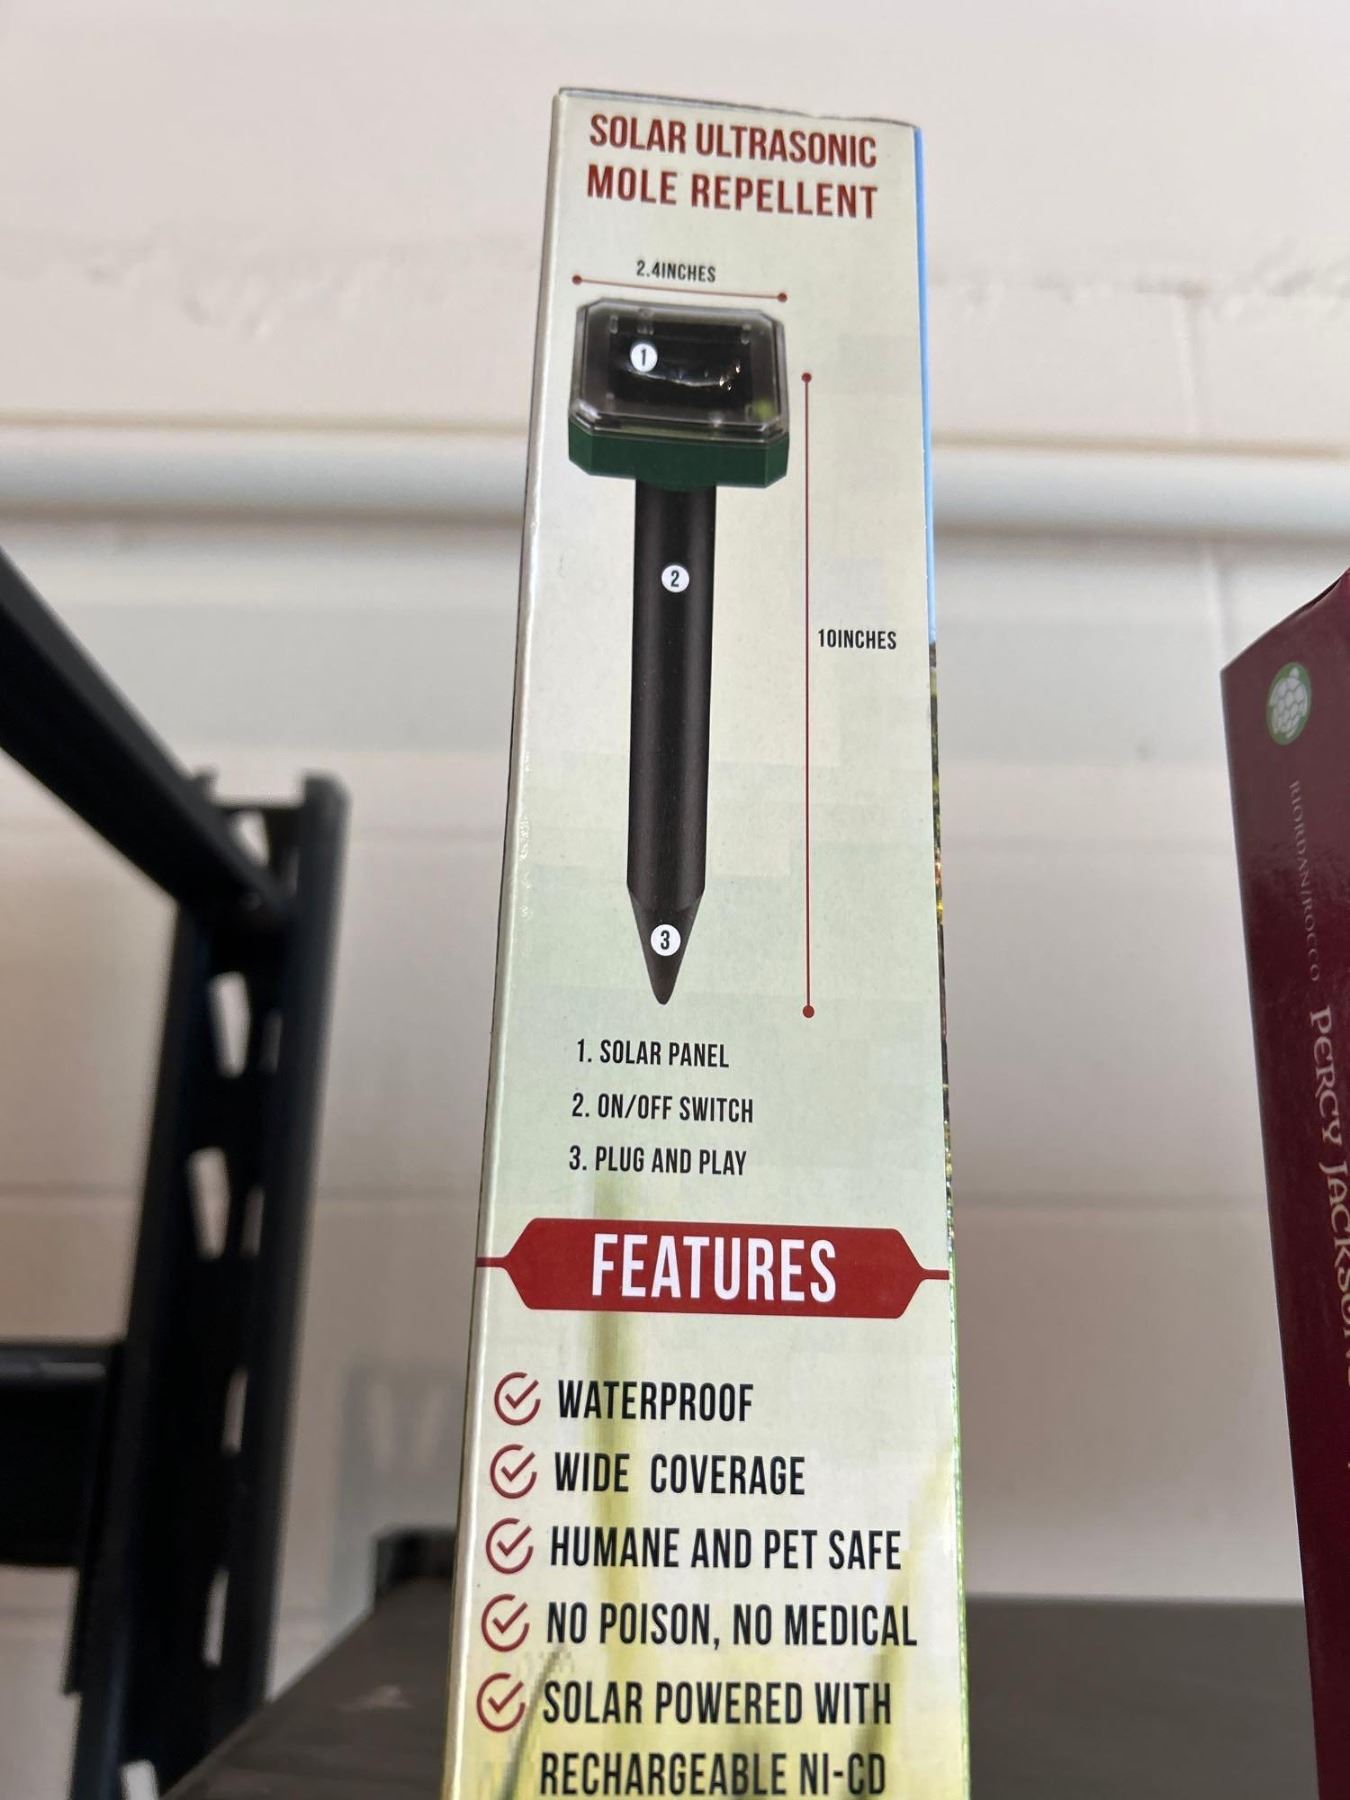 SOLAR ULTRASONIC
MOLE REPELLENT
2.4INCHES
1
2
10INCHES
3
1. SOLAR PANEL
2. ON/OFF SWITCH
3. PLUG AND PLAY
FEATURES
WATERPROOF
WIDE COVERAGE
HUMANE AND PET SAFE
NO POISON, NO MEDICAL
SOLAR POWERED WITH
RECHARGEABLE NI-CD
RIORDAN/ROCCO
PERCY JACKSON